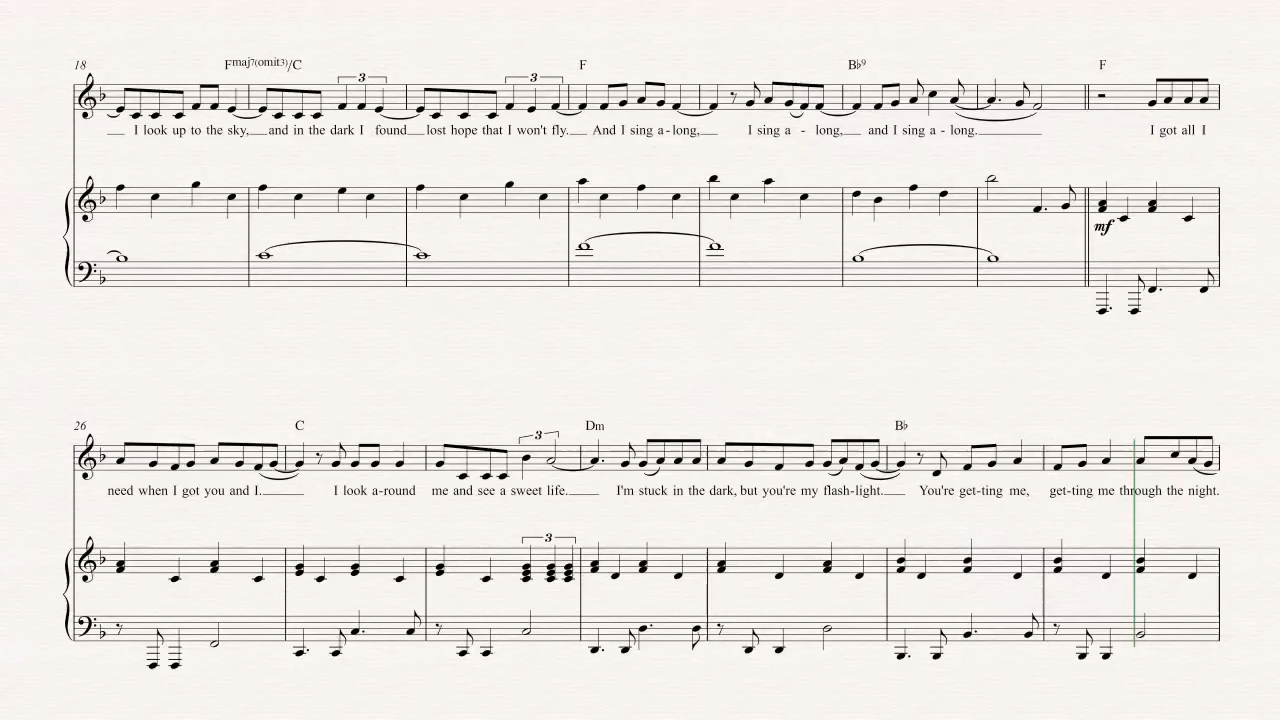 18 Fmaj7(omit3)/C F B♭9 F
3 3
I look up to the sky, and in the dark I found lost hope that I won't fly. And I sing a-long, I sing a - long, and I sing a - long. I got all I
mf
26 C Dm B♭
3
need when I got you and I. I look a-round me and see a sweet life. I'm stuck in the dark, but you're my flash-light. You're get-ting me, get-ting me through the night.
3